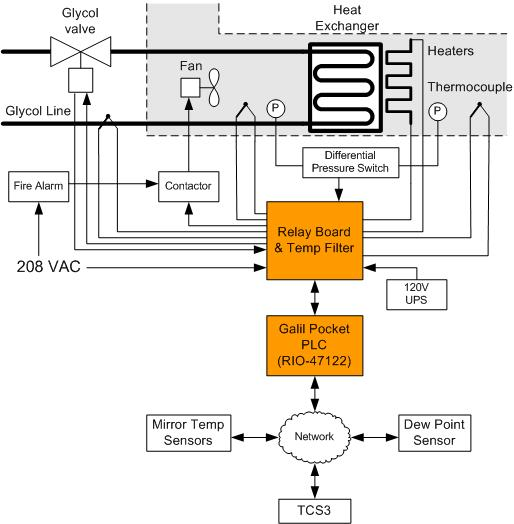 Glycol
valve
Heat
Exchanger
Fan
Heaters
Thermocouple
Glycol Line
P
P
Differential
Pressure Switch
Fire Alarm
Contactor
Relay Board
& Temp Filter
208 VAC
120V
UPS
Galil Pocket
PLC
(RIO-47122)
Mirror Temp
Sensors
Network
Dew Point
Sensor
TCS3